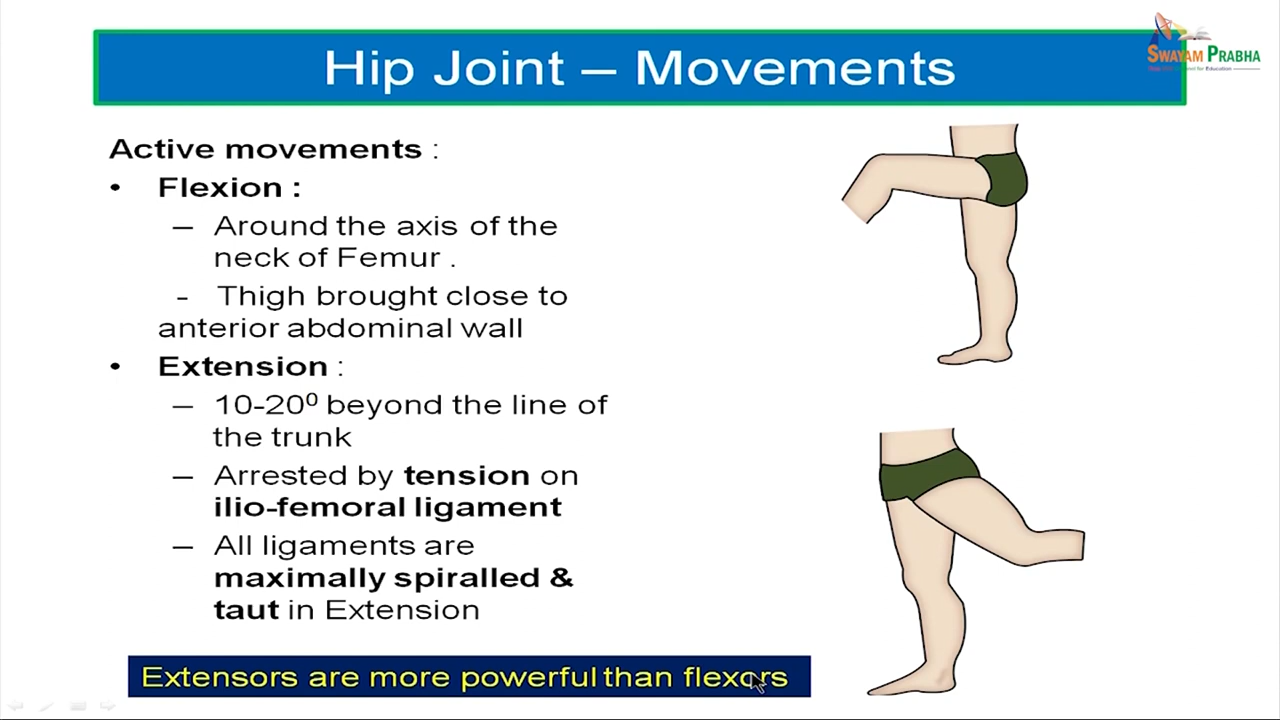 Hip Joint – Movements
SWAYAM PRABHA
Active movements :
• Flexion :
– Around the axis of the
neck of Femur .
- Thigh brought close to
anterior abdominal wall
• Extension :
– 10-20⁰ beyond the line of
the trunk
– Arrested by tension on
ilio-femoral ligament
– All ligaments are
maximally spiralled &
taut in Extension
Extensors are more powerful than flexors